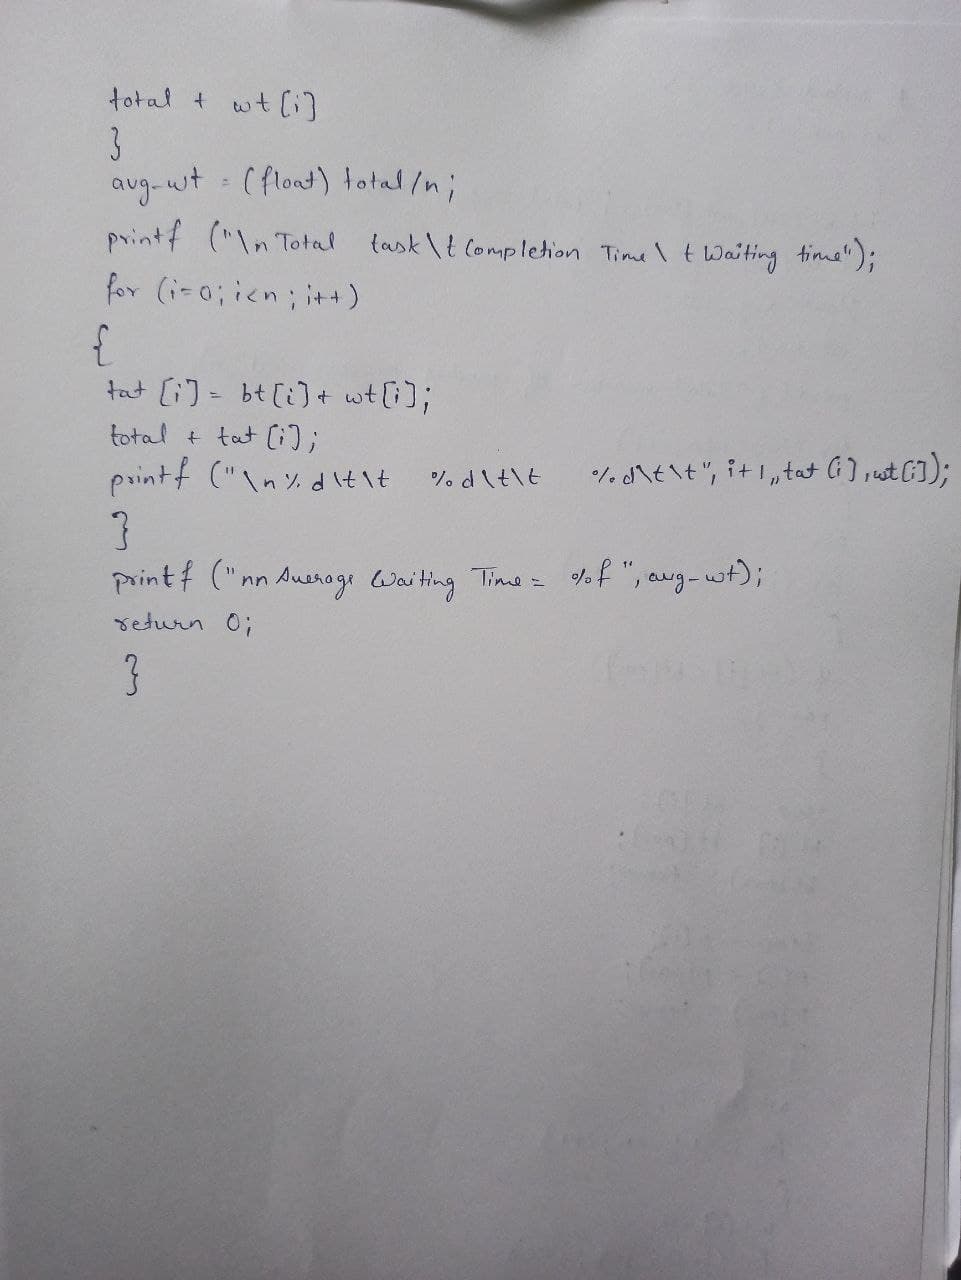 total + wt [i]
}
avg-wt = (float) total/n;
printf ("\n Total task \t Completion Time \ t Waiting time");
for (i=0; i<n; i++)
{
tat [i] = bt[i] + wt[i];
total + tat [i];
printf ("\n % d \t \t % d \t \t % d \t \t", i+1,, tat [i], wt[i]);
}
printf ("nn Average Waiting Time = %f ", avg-wt);
return 0;
}